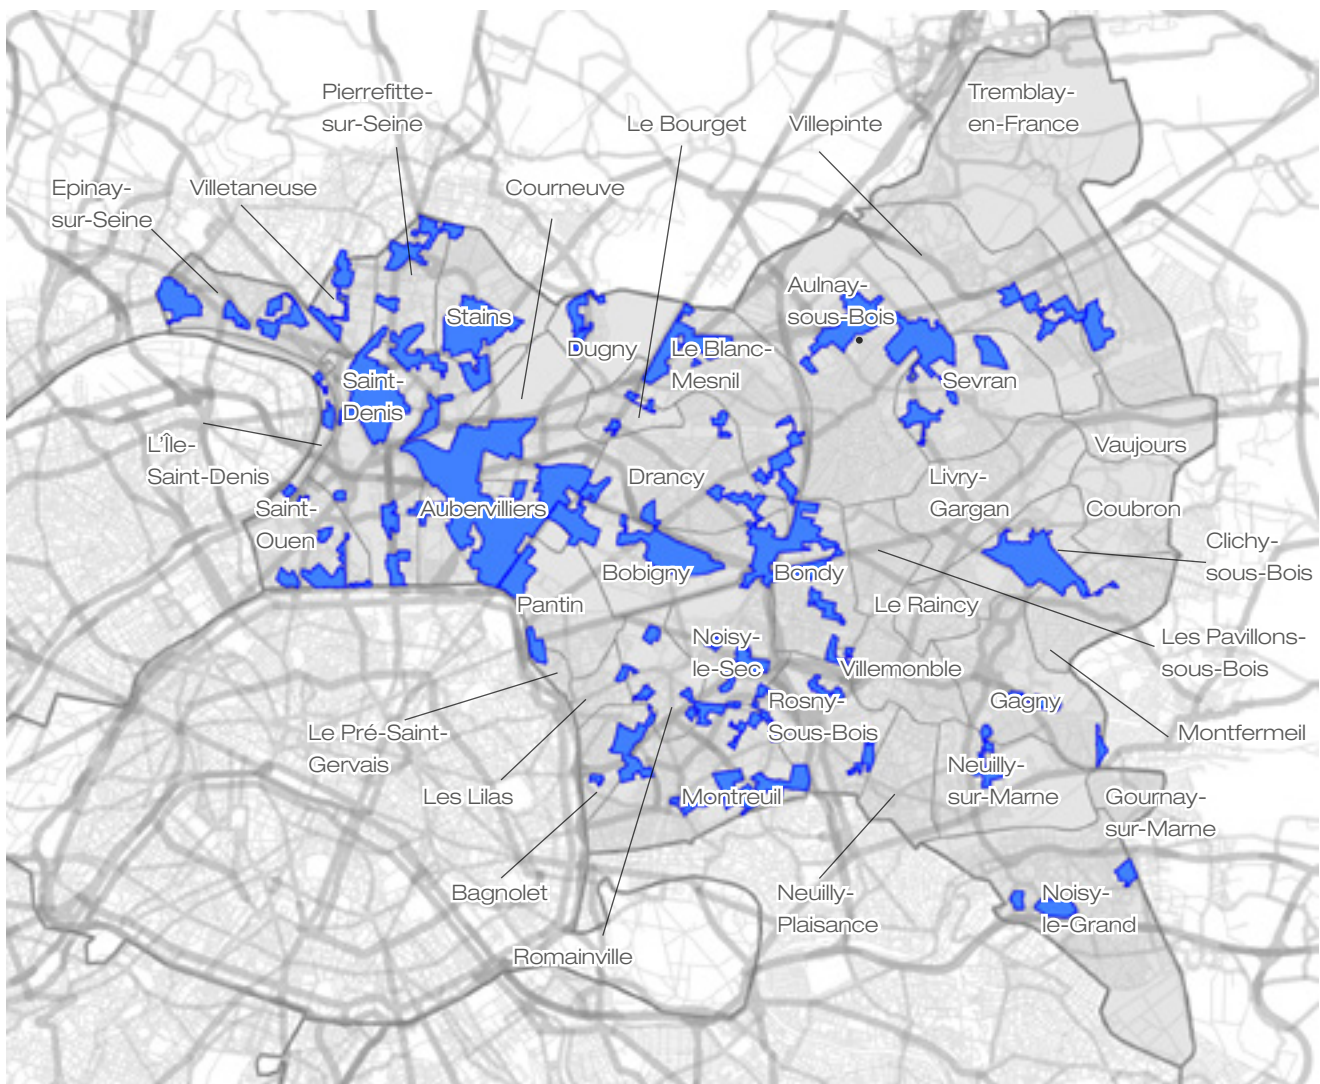 Pierrefitte-
sur-Seine
Le Bourget
Villepinte
Tremblay-
en-France
Epinay-
sur-Seine
Villetaneuse
Courneuve
Aulnay-
sous-Bois
Stains
Dugny
Le Blanc-
Mesnil
Sevran
Saint-
Denis
L'Île-
Saint-Denis
Vaujours
Drancy
Livry-
Gargan
Coubron
Saint-
Ouen
Aubervilliers
Clichy-
sous-Bois
Bobigny
Bondy
Pantin
Le Raincy
Noisy-
le-Sec
Villemonble
Les Pavillons-
sous-Bois
Rosny-
Sous-Bois
Gagny
Montfermeil
Le Pré-Saint-
Gervais
Les Lilas
Montreuil
Neuilly-
sur-Marne
Gournay-
sur-Marne
Bagnolet
Neuilly-
Plaisance
Noisy-
le-Grand
Romainville